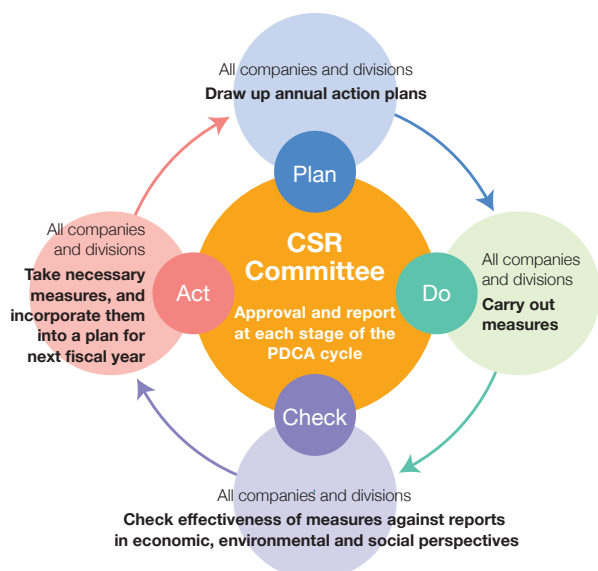 All companies and divisions
Draw up annual action plans
Plan
CSR
Committee
Approval and report
at each stage of the
PDCA cycle
Do
All companies
and divisions
Carry out
measures
Check
All companies and divisions
Check effectiveness of measures against reports
in economic, environmental and social perspectives
Act
All companies
and divisions
Take necessary
measures, and
incorporate them
into a plan for
next fiscal year